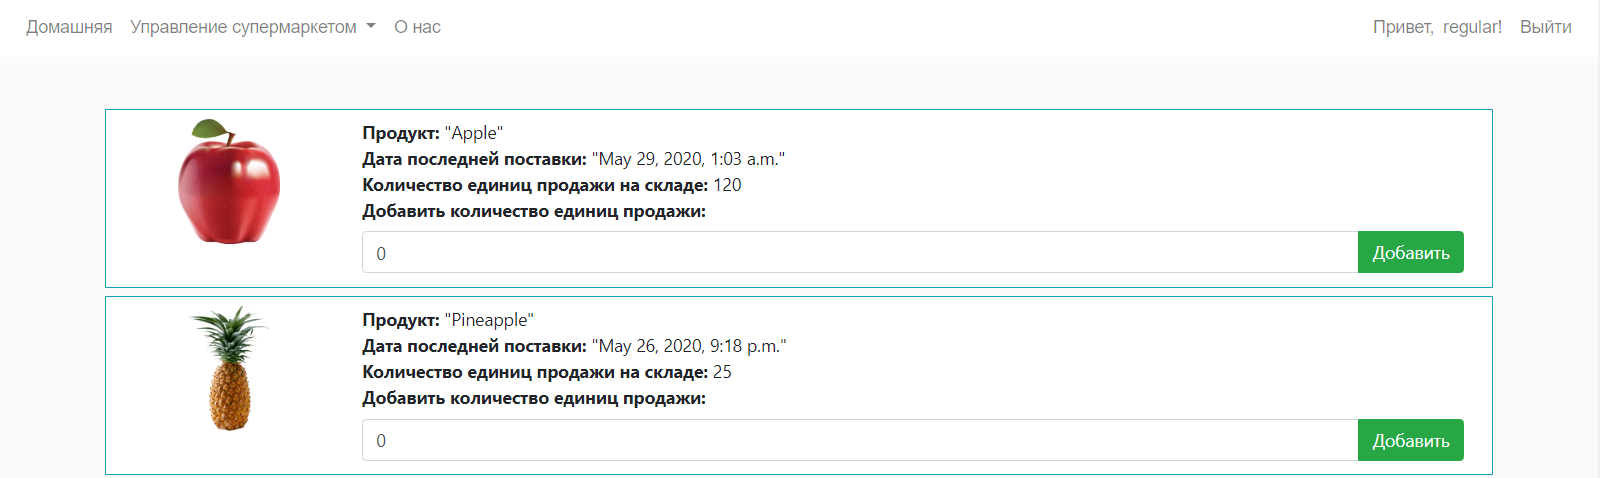 Домашняя Управление супермаркетом О нас Привет, regular! Выйти
Продукт: "Apple"
Дата последней поставки: "May 29, 2020, 1:03 a.m."
Количество единиц продажи на складе: 120
Добавить количество единиц продажи:
0 Добавить
Продукт: "Pineapple"
Дата последней поставки: "May 26, 2020, 9:18 p.m."
Количество единиц продажи на складе: 25
Добавить количество единиц продажи:
0 Добавить